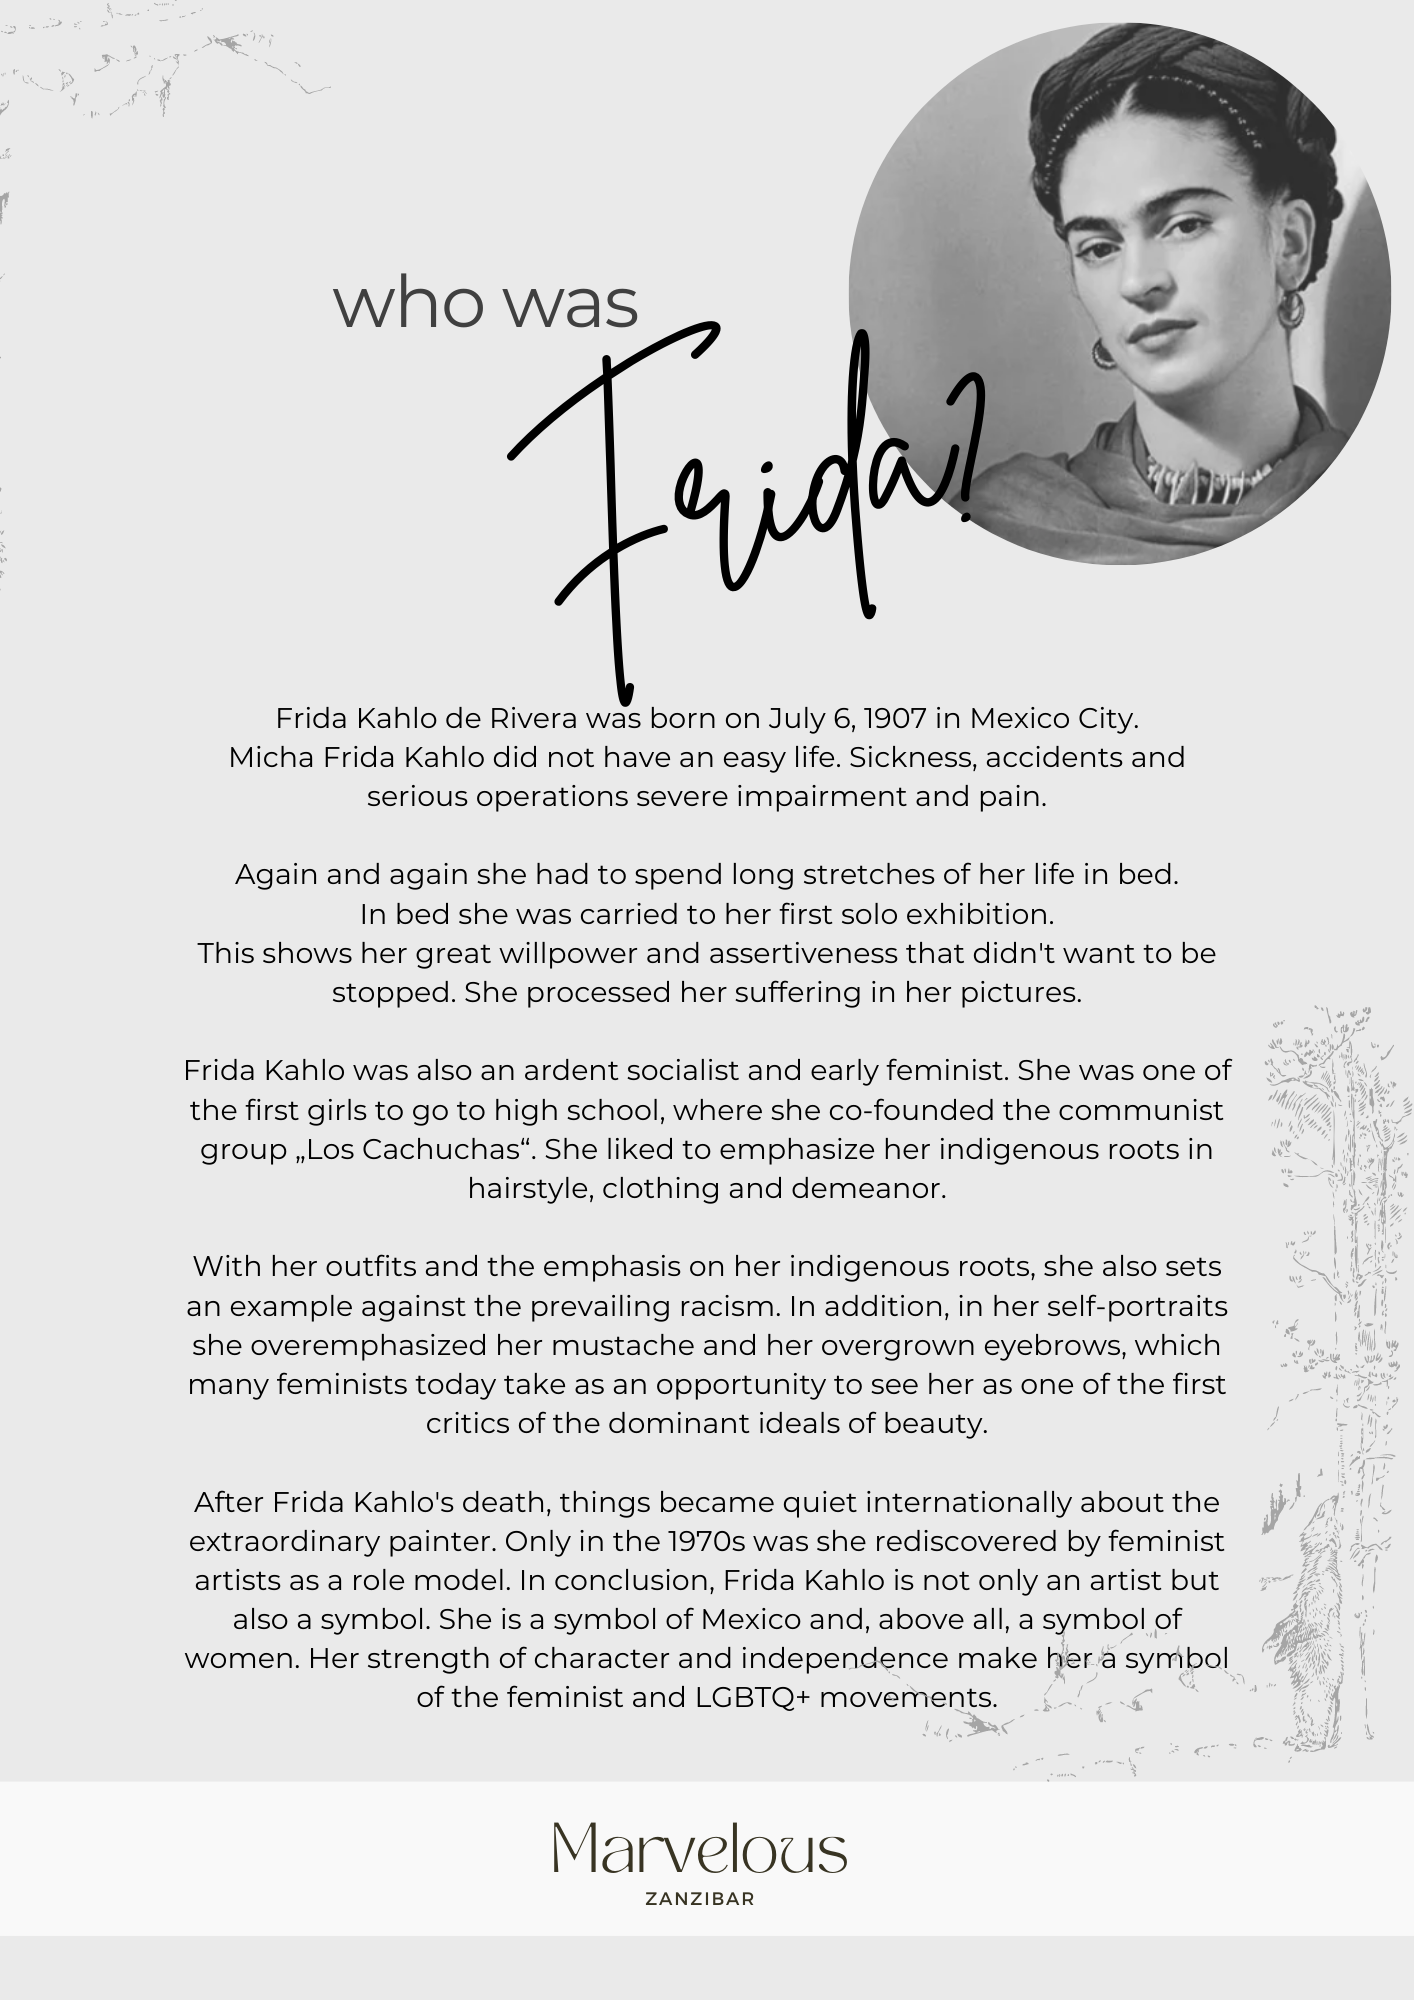 who was
Frida?
Frida Kahlo de Rivera was born on July 6, 1907 in Mexico City.
Micha Frida Kahlo did not have an easy life. Sickness, accidents and
serious operations severe impairment and pain.
Again and again she had to spend long stretches of her life in bed.
In bed she was carried to her first solo exhibition.
This shows her great willpower and assertiveness that didn't want to be
stopped. She processed her suffering in her pictures.
Frida Kahlo was also an ardent socialist and early feminist. She was one of
the first girls to go to high school, where she co-founded the communist
group „Los Cachuchas“. She liked to emphasize her indigenous roots in
hairstyle, clothing and demeanor.
With her outfits and the emphasis on her indigenous roots, she also sets
an example against the prevailing racism. In addition, in her self-portraits
she overemphasized her mustache and her overgrown eyebrows, which
many feminists today take as an opportunity to see her as one of the first
critics of the dominant ideals of beauty.
After Frida Kahlo's death, things became quiet internationally about the
extraordinary painter. Only in the 1970s was she rediscovered by feminist
artists as a role model. In conclusion, Frida Kahlo is not only an artist but
also a symbol. She is a symbol of Mexico and, above all, a symbol of
women. Her strength of character and independence make her a symbol
of the feminist and LGBTQ+ movements.
Marvelous
ZANZIBAR